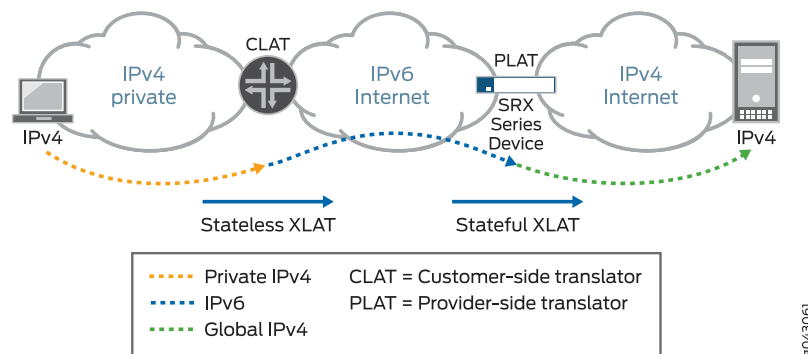 CLAT
IPv4
private
IPv6
Internet
PLAT
IPv4
Internet
SRX
Series
Device
IPv4
IPv4
Stateless XLAT
Stateful XLAT
Private IPv4
CLAT = Customer-side translator
IPv6
PLAT = Provider-side translator
Global IPv4
g043061